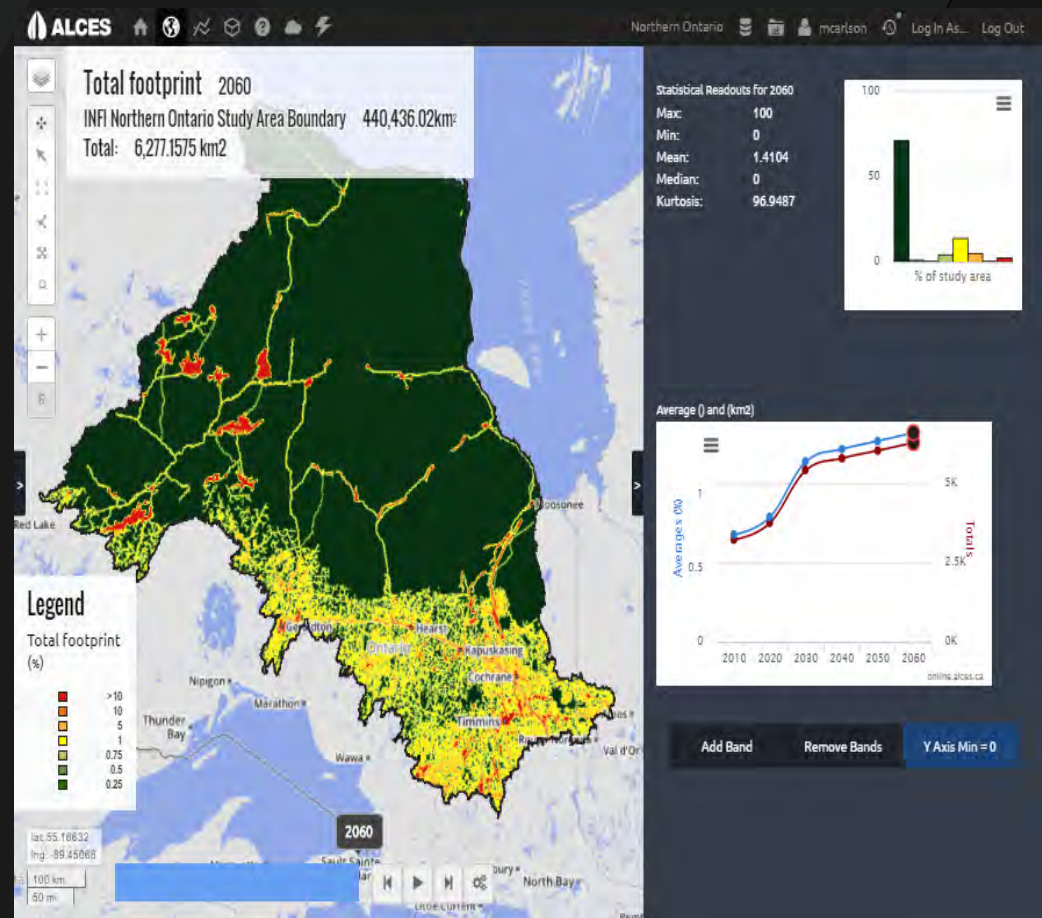 ALCES
Northern Ontario
mcarlson
Log In As...
Log Out
Total footprint 2060
INFI Northern Ontario Study Area Boundary 440,436.02km²
Total: 6,277.1575 km2
6
>
>
Red Lake
Moosonee
Geraldton
Hearst
Ontario
Kapuskasing
Cochrane
Timmins
Nipigon
Marathon
Thunder
Bay
Wawa
Val d'Or
Sault Sainte
bury
North Bay
Little Current
Legend
Total footprint
(%)
>10
10
5
1
0.75
0.5
0.25
lat: 55.16632
lng: -89.45068
100 km
50 mi
2060
Statistical Readouts for 2060
Max: 100
Min: 0
Mean: 1.4104
Median: 0
Kurtosis: 96.9487
100
50
0
% of study area
Average () and (km2)
Averages (%)
1
0.5
0
5K
2.5K
0K
Totals
2010 2020 2030 2040 2050 2060
online.alces.ca
Add Band
Remove Bands
Y Axis Min = 0